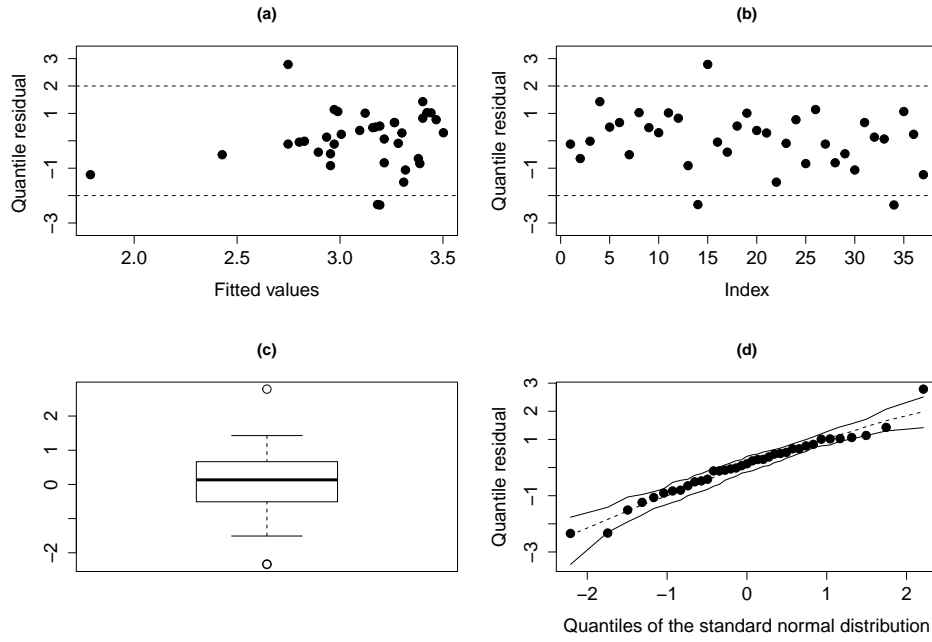 (a)
Quantile residual
3
2
1
−1
−3
2.0 2.5 3.0 3.5
Fitted values
(b)
Quantile residual
3
2
1
−1
−3
0 5 10 15 20 25 30 35
Index
(c)
2
0
−2
(d)
Quantile residual
3
1
−1
−3
−2 −1 0 1 2
Quantiles of the standard normal distribution